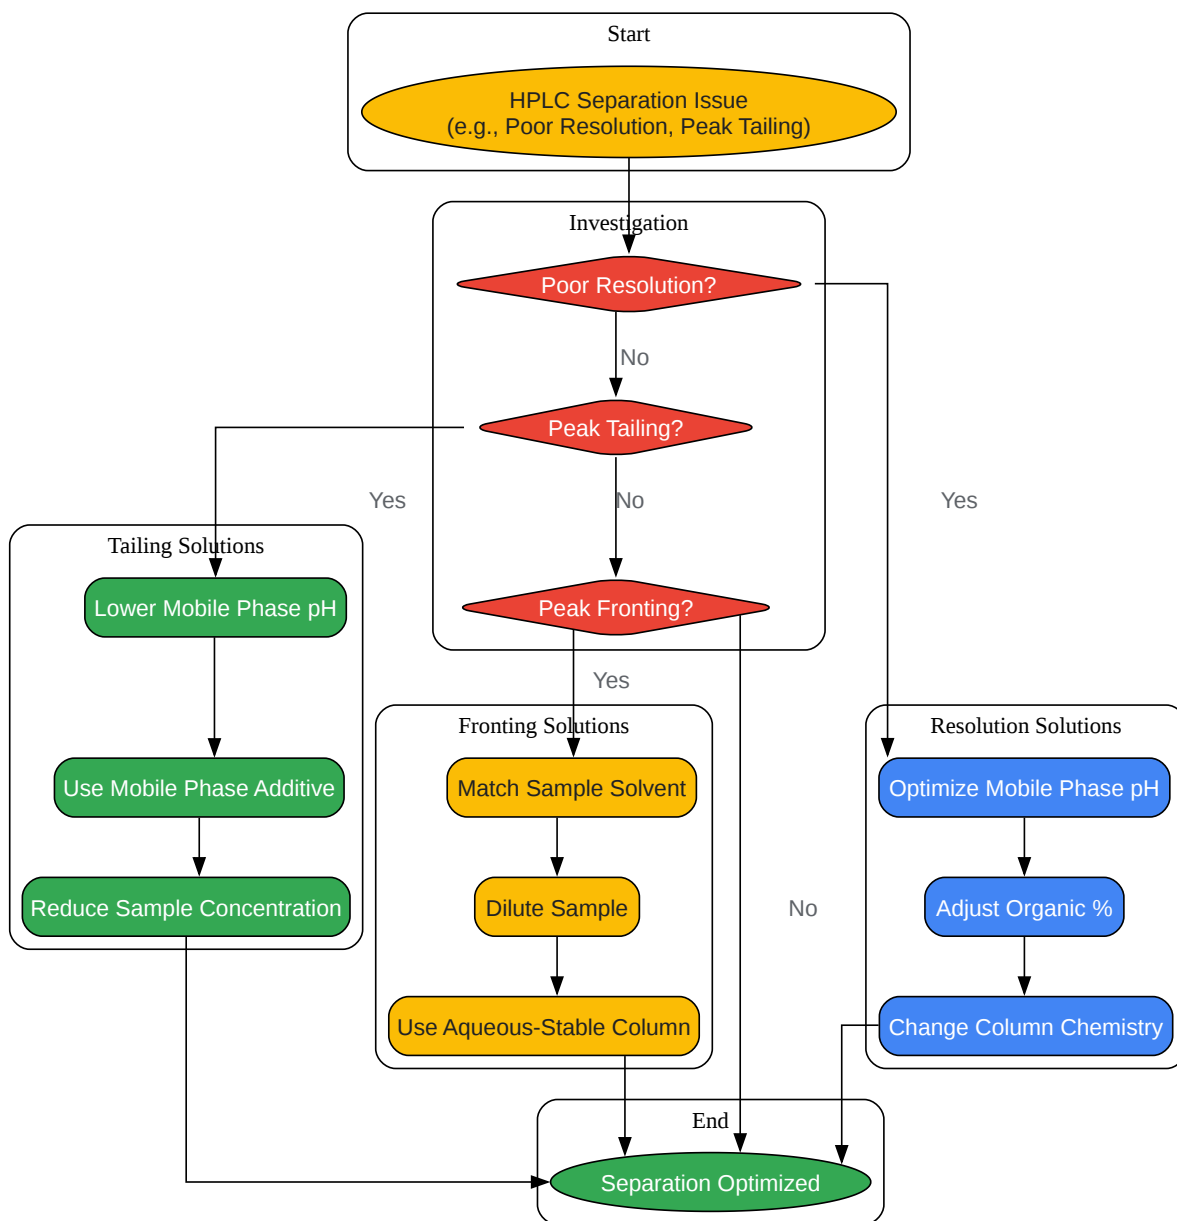 Start
HPLC Separation Issue
(e.g., Poor Resolution, Peak Tailing)
Investigation
Poor Resolution?
No
Peak Tailing?
Yes
No
Yes
Tailing Solutions
Lower Mobile Phase pH
Peak Fronting?
Yes
Fronting Solutions
Resolution Solutions
Use Mobile Phase Additive
Match Sample Solvent
Optimize Mobile Phase pH
Reduce Sample Concentration
Dilute Sample
No
Adjust Organic %
Use Aqueous-Stable Column
Change Column Chemistry
End
Separation Optimized